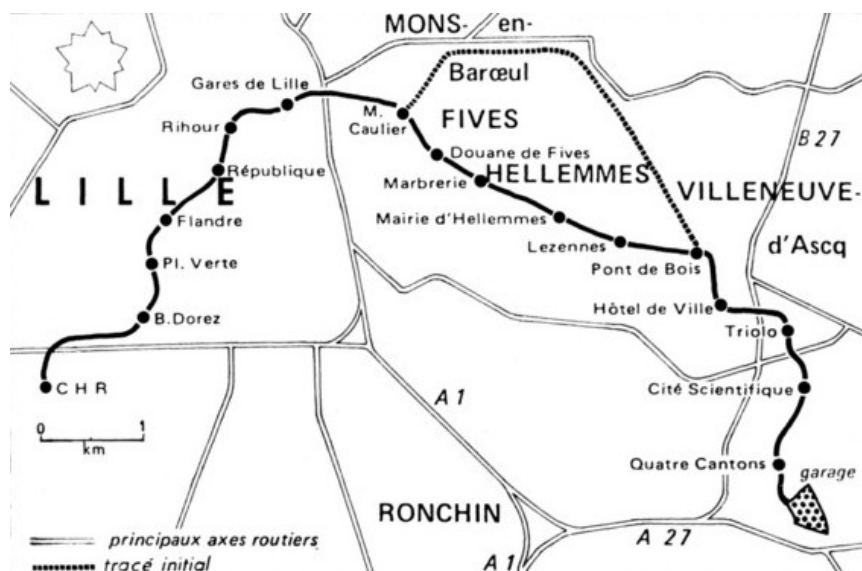 MONS-en-
Barœul
Gares de Lille
M.
Caulier
FIVES
Rihour
Douane de Fives
B 27
République
Marbrerie
HELLEMMES
LILLE
VILLENEUVE-
Flandre
Mairie d'Hellemmes
d'Ascq
Lezennes
Pl. Verte
Pont de Bois
B. Dorez
Hôtel de Ville
Triolo
CHR
A1
Cité Scientifique
0 1
km
Quatre Cantons
garage
RONCHIN
principaux axes routiers
A 27
A1
tracé initial